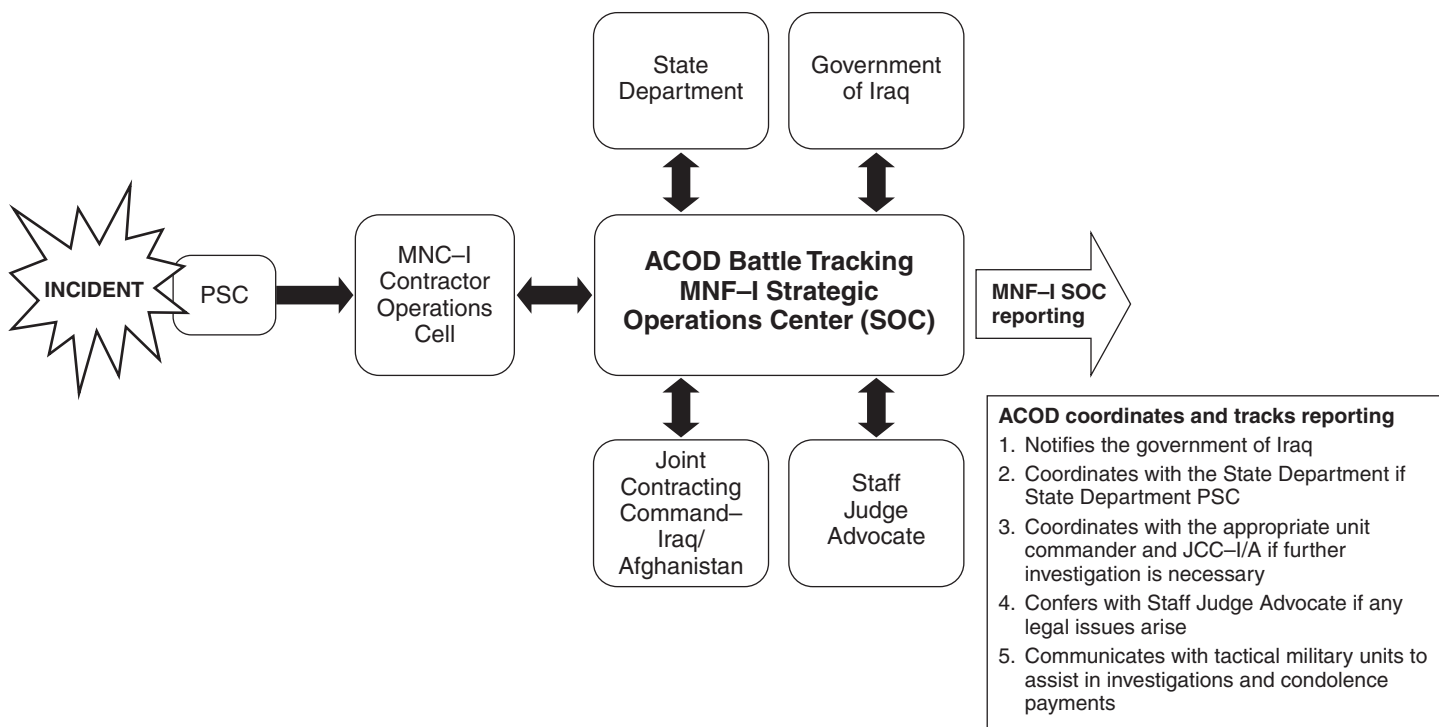 State
Department
Government
of Iraq
INCIDENT
PSC
MNC–I
Contractor
Operations
Cell
ACOD Battle Tracking
MNF–I Strategic
Operations Center (SOC)
MNF–I SOC
reporting
Joint
Contracting
Command–
Iraq/
Afghanistan
Staff
Judge
Advocate
ACOD coordinates and tracks reporting
1. Notifies the government of Iraq
2. Coordinates with the State Department if
State Department PSC
3. Coordinates with the appropriate unit
commander and JCC–I/A if further
investigation is necessary
4. Confers with Staff Judge Advocate if any
legal issues arise
5. Communicates with tactical military units to
assist in investigations and condolence
payments